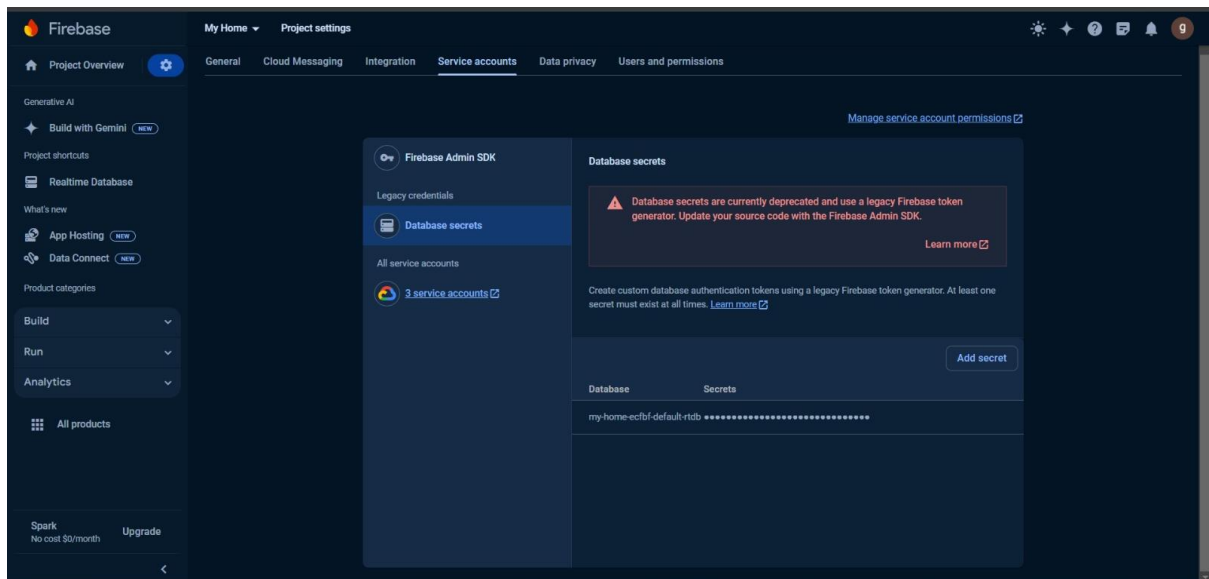 Firebase
My Home
Project settings
g
Project Overview
General
Cloud Messaging
Integration
Service accounts
Data privacy
Users and permissions
Generative AI
Build with Gemini
NEW
Project shortcuts
Realtime Database
What's new
App Hosting
NEW
Data Connect
NEW
Product categories
Build
Run
Analytics
All products
Spark
No cost $0/month
Upgrade
Manage service account permissions
Firebase Admin SDK
Legacy credentials
Database secrets
All service accounts
3 service accounts
Database secrets
Database secrets are currently deprecated and use a legacy Firebase token
generator. Update your source code with the Firebase Admin SDK.
Learn more
Create custom database authentication tokens using a legacy Firebase token generator. At least one
secret must exist at all times. Learn more
Add secret
Database
Secrets
my-home-ecfbf-default-rtdb ••••••••••••••••••••••••••••••